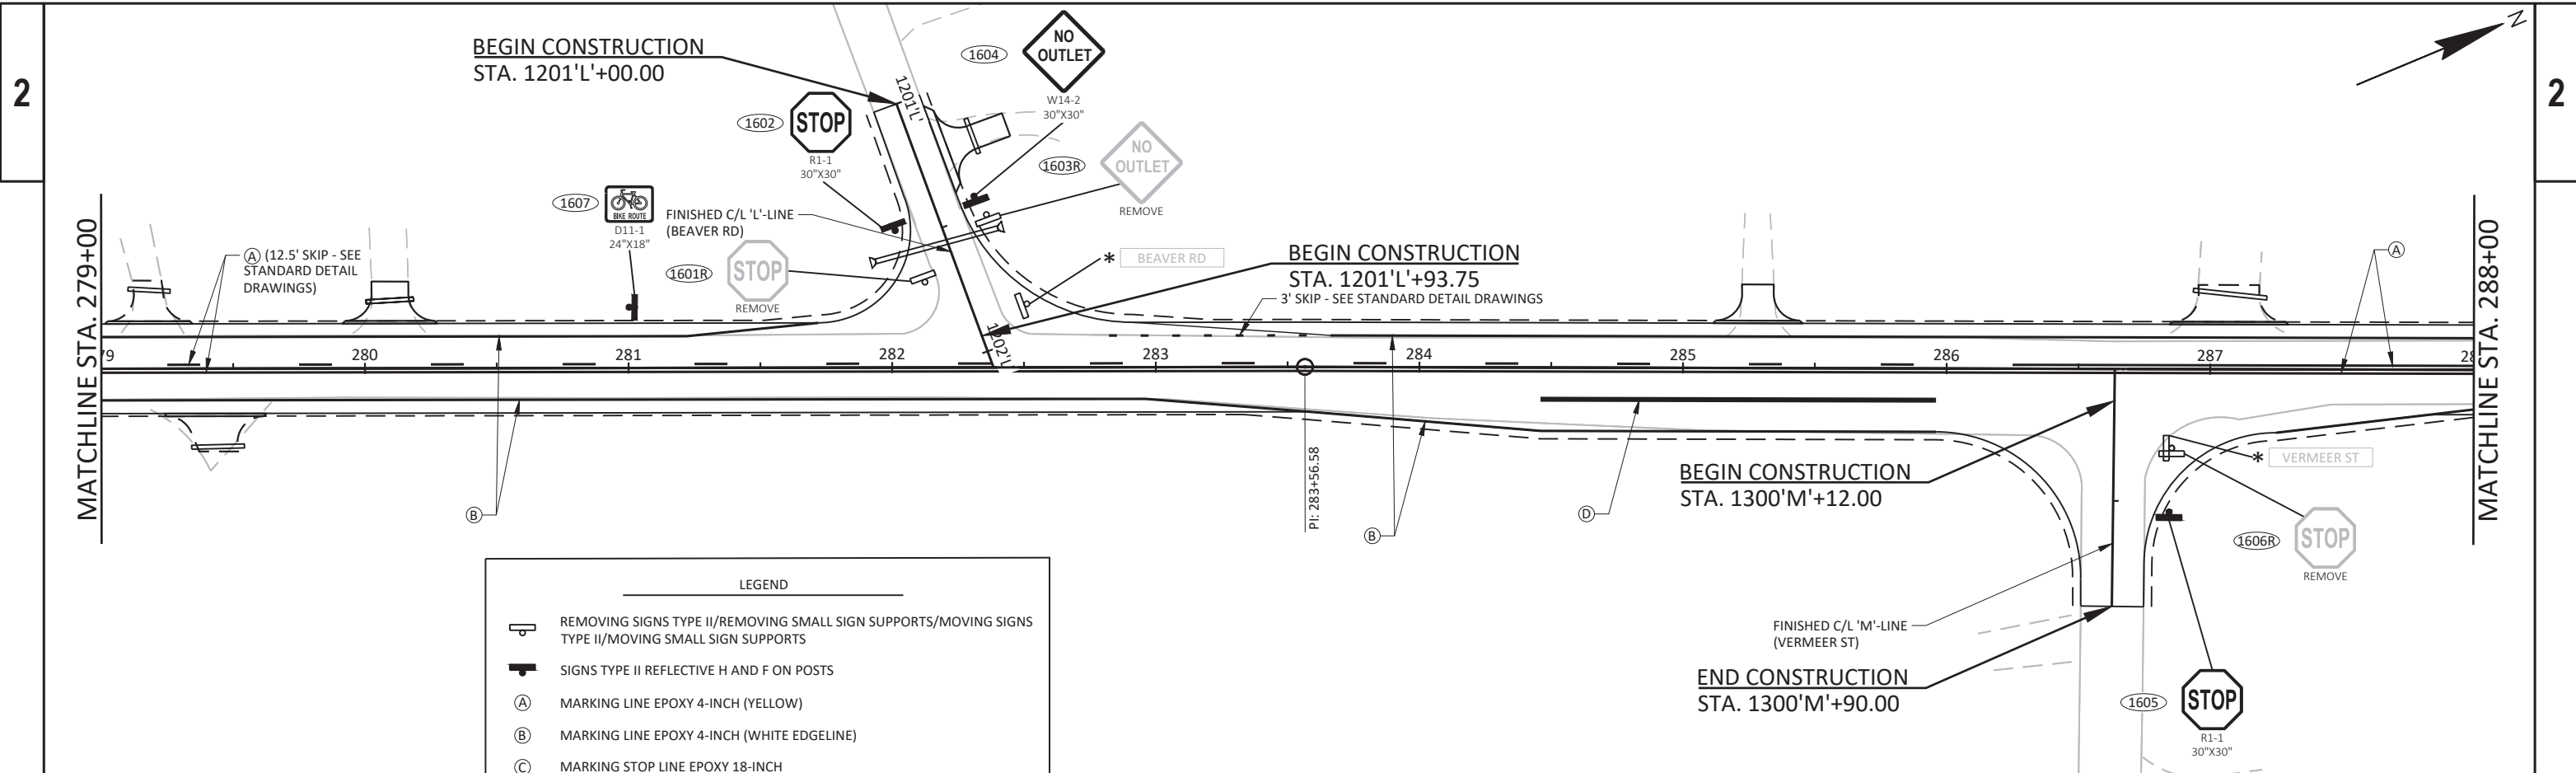 2
BEGIN CONSTRUCTION
STA. 1201'L'+00.00
1604
NO
OUTLET
W14-2
30"X30"
N
2
1602
STOP
R1-1
30"X30"
1201'L'
1603R
NO
OUTLET
REMOVE
1607
BIKE ROUTE
D11-1
24"X18"
FINISHED C/L 'L'-LINE
(BEAVER RD)
1601R
STOP
REMOVE
* BEAVER RD
BEGIN CONSTRUCTION
STA. 1201'L'+93.75
3' SKIP - SEE STANDARD DETAIL DRAWINGS
MATCHLINE STA. 279+00
A (12.5' SKIP - SEE
STANDARD DETAIL
DRAWINGS)
A
MATCHLINE STA. 288+00
1202'L'
79 280 281 282 283 284 285 286 287 28
B
PI: 283+56.58
B
D
BEGIN CONSTRUCTION
STA. 1300'M'+12.00
* VERMEER ST
1606R
STOP
REMOVE
FINISHED C/L 'M'-LINE
(VERMEER ST)
END CONSTRUCTION
STA. 1300'M'+90.00
1605
STOP
R1-1
30"X30"
LEGEND
REMOVING SIGNS TYPE II/REMOVING SMALL SIGN SUPPORTS/MOVING SIGNS
TYPE II/MOVING SMALL SIGN SUPPORTS
SIGNS TYPE II REFLECTIVE H AND F ON POSTS
A MARKING LINE EPOXY 4-INCH (YELLOW)
B MARKING LINE EPOXY 4-INCH (WHITE EDGELINE)
C MARKING STOP LINE EPOXY 18-INCH